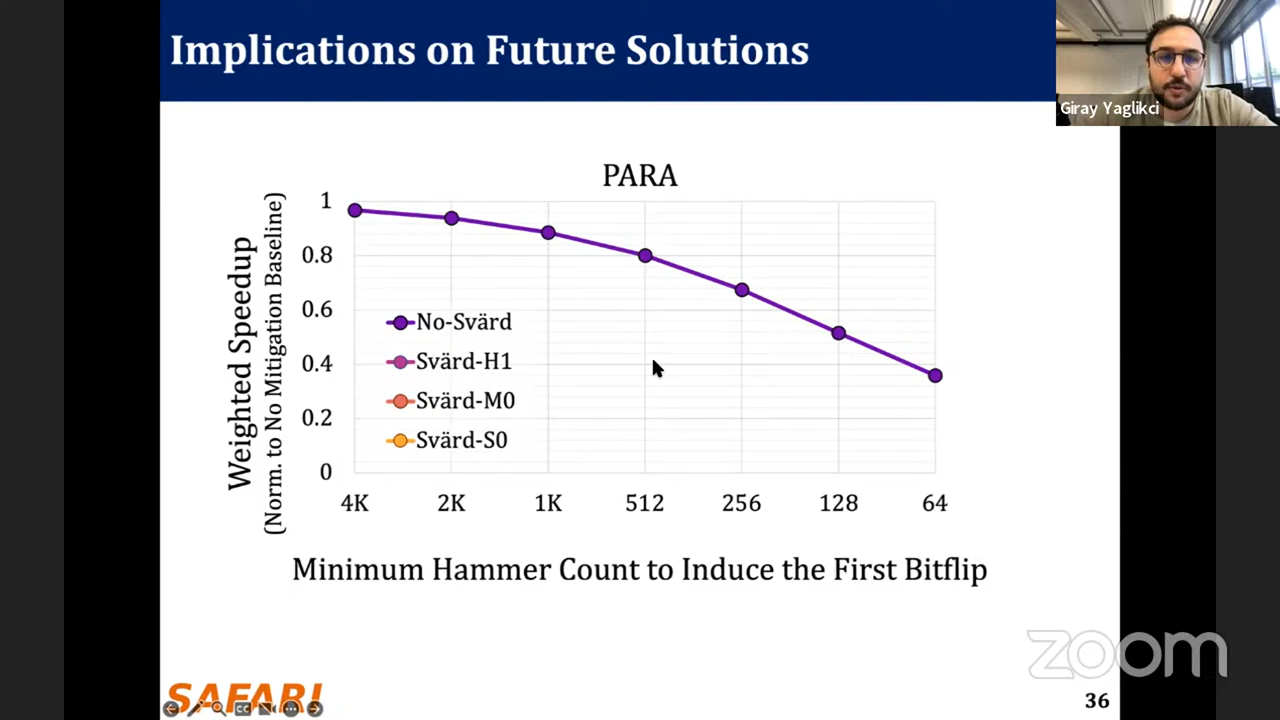 Implications on Future Solutions
Giray Yaglikci
PARA
Weighted Speedup
(Norm. to No Mitigation Baseline)
1
0.8
0.6
0.4
0.2
0
No-Svärd
Svärd-H1
Svärd-M0
Svärd-S0
4K 2K 1K 512 256 128 64
Minimum Hammer Count to Induce the First Bitflip
zoom
SAFARI
36